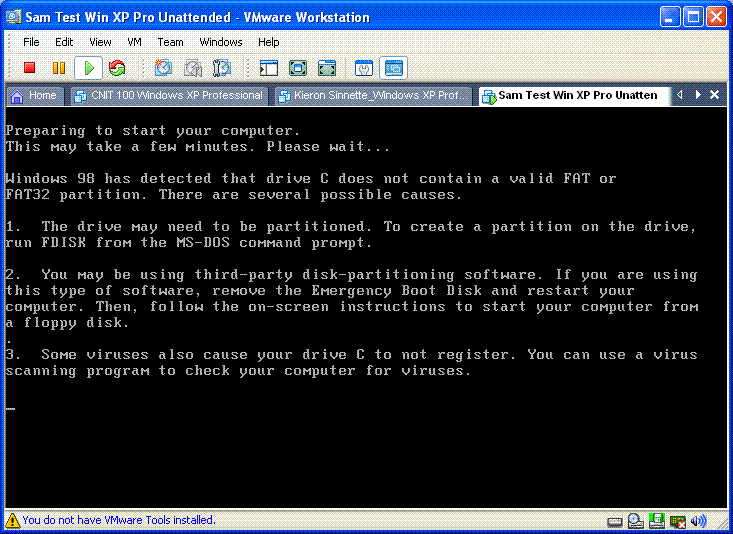 Sam Test Win XP Pro Unattended - VMware Workstation
File Edit View VM Team Windows Help
Home CNIT 100 Windows XP Professional Kieron Sinnette_Windows XP Prof... Sam Test Win XP Pro Unatten
Preparing to start your computer.
This may take a few minutes. Please wait...
Windows 98 has detected that drive C does not contain a valid FAT or
FAT32 partition. There are several possible causes.
1. The drive may need to be partitioned. To create a partition on the drive,
run FDISK from the MS-DOS command prompt.
2. You may be using third-party disk-partitioning software. If you are using
this type of software, remove the Emergency Boot Disk and restart your
computer. Then, follow the on-screen instructions to start your computer from
a floppy disk.
.
3. Some viruses also cause your drive C to not register. You can use a virus
scanning program to check your computer for viruses.
_
You do not have VMware Tools installed.